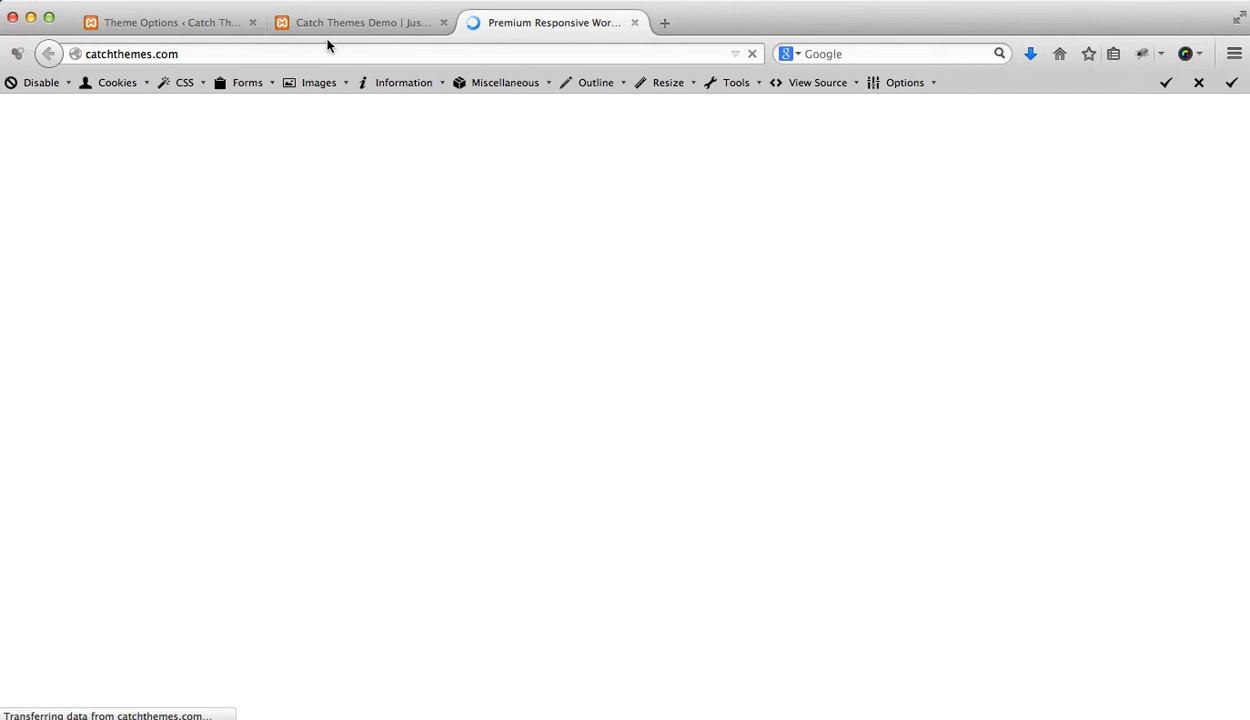 Theme Options ‹ Catch Th...
Catch Themes Demo | Jus...
Premium Responsive Wor...
catchthemes.com
Google
Disable
Cookies
CSS
Forms
Images
Information
Miscellaneous
Outline
Resize
Tools
View Source
Options
Transferring data from catchthemes.com...